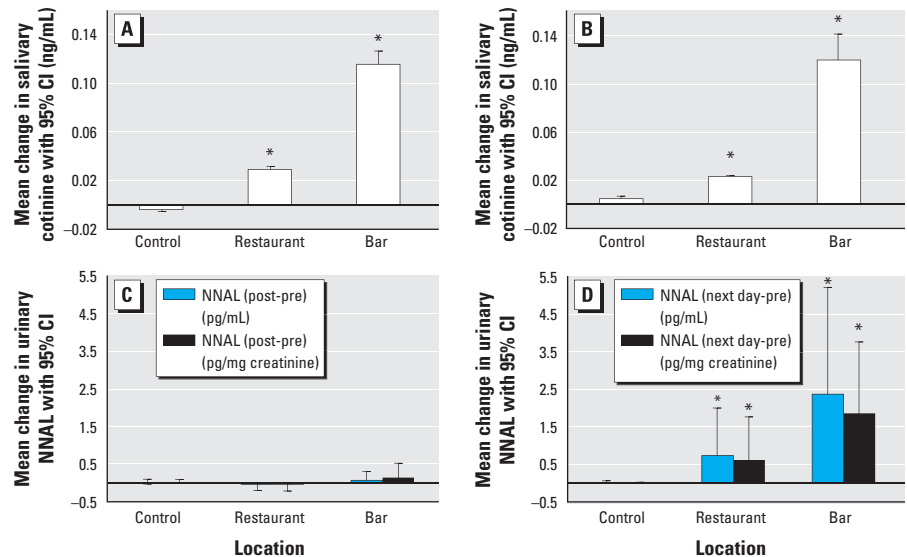 A
Mean change in salivary
cotinine with 95% CI (ng/mL)
0.14
0.10
0.06
0.02
–0.02
*
*
Control Restaurant Bar
B
Mean change in salivary
cotinine with 95% CI (ng/mL)
0.14
0.10
0.06
0.02
–0.02
*
*
Control Restaurant Bar
C
Mean change in urinary
NNAL with 95% CI
5.5
4.5
3.5
2.5
1.5
0.5
–0.5
NNAL (post-pre)
(pg/mL)
NNAL (post-pre)
(pg/mg creatinine)
Control Restaurant Bar
Location
D
Mean change in urinary
NNAL with 95% CI
5.5
4.5
3.5
2.5
1.5
0.5
–0.5
NNAL (next day-pre)
(pg/mL)
NNAL (next day-pre)
(pg/mg creatinine)
* *
* *
Control Restaurant Bar
Location